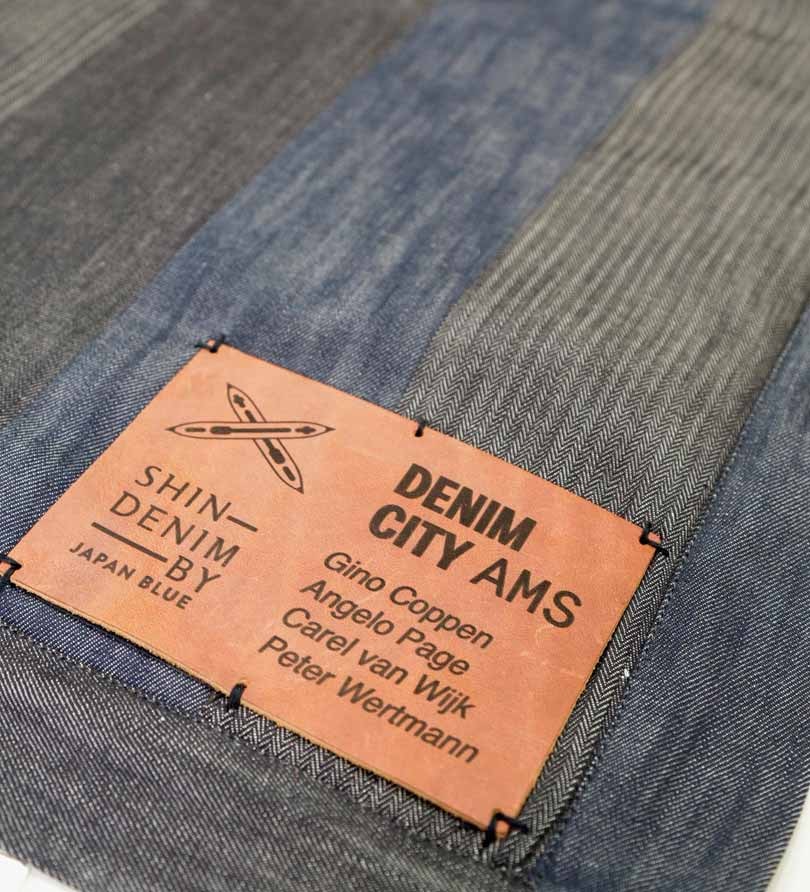 SHIN—
DENIM
—BY
JAPAN BLUE
DENIM
CITY AMS
Gino Coppen
Angelo Page
Carel van Wijk
Peter Wertmann